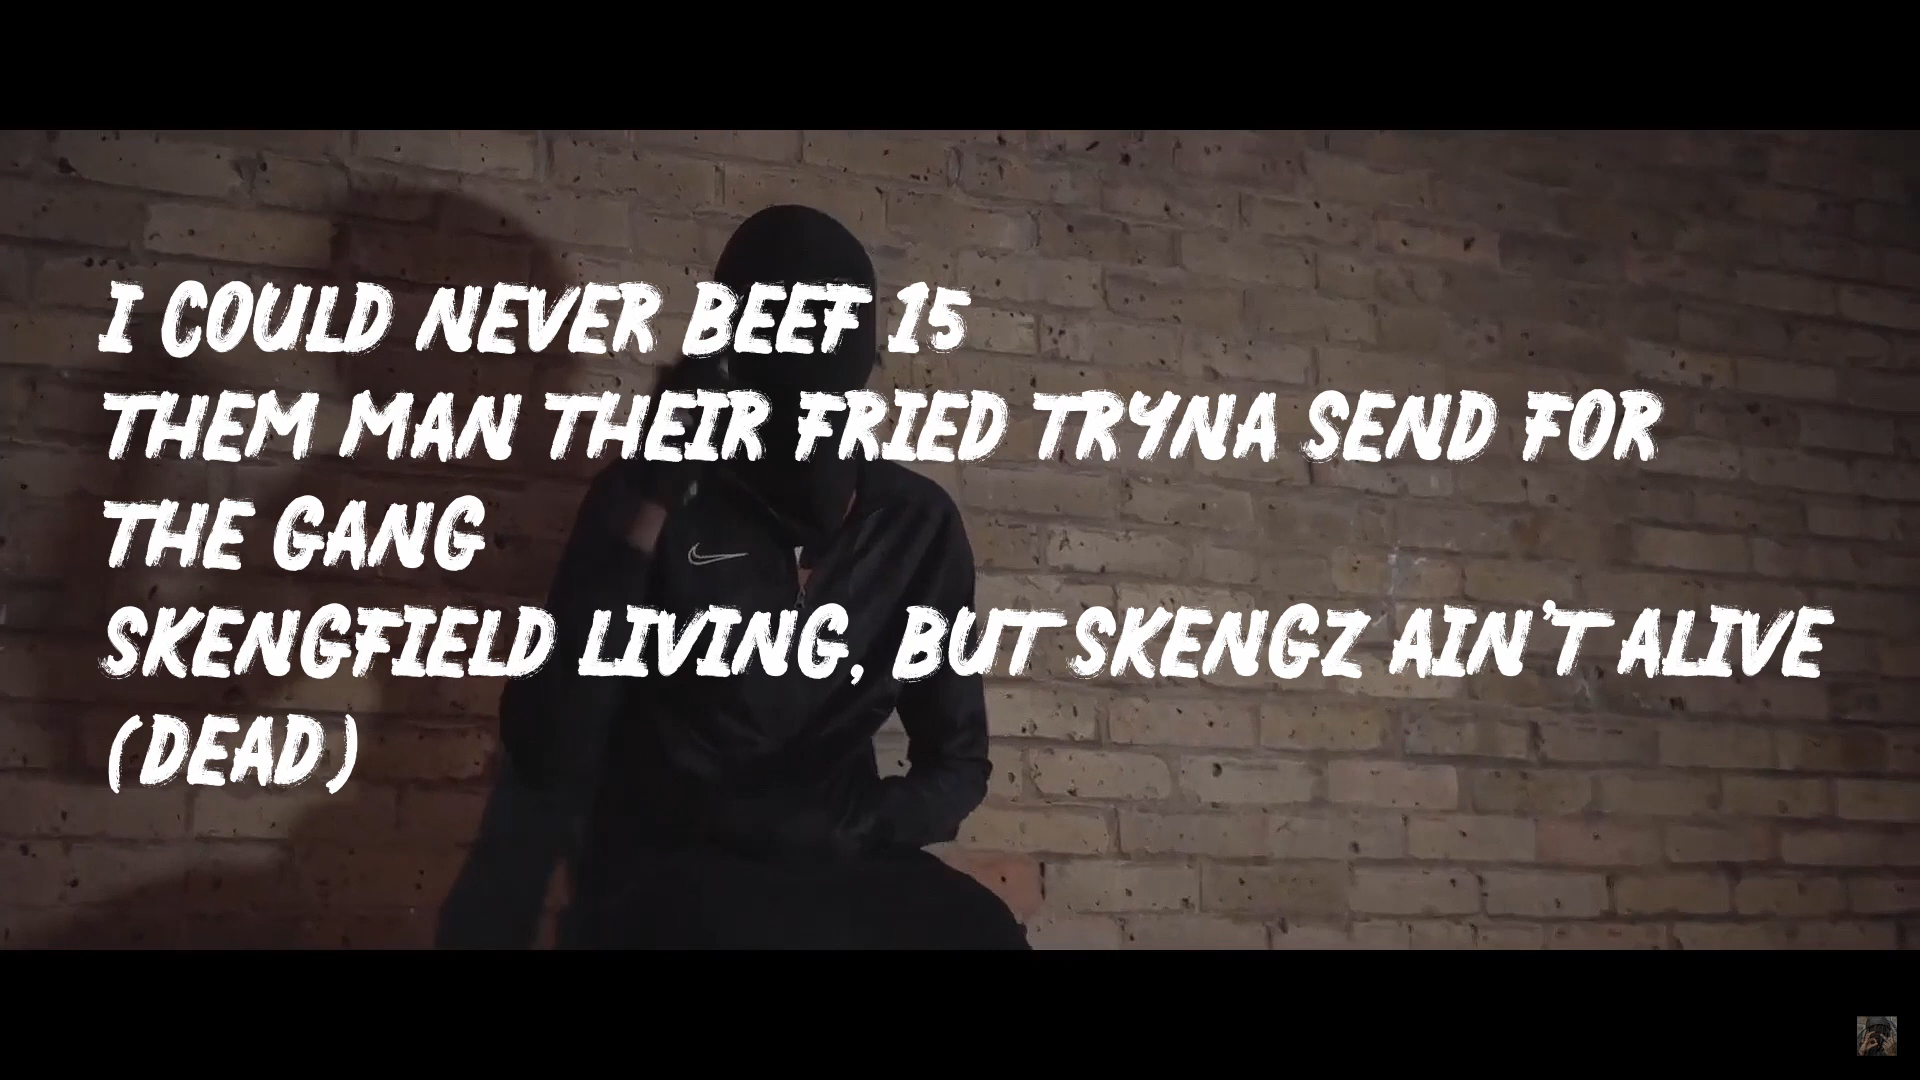 I COULD NEVER BEEF 15
THEM MAN THEIR FRIED TRYNA SEND FOR
THE GANG
SKENGFIELD LIVING, BUT SKENGZ AIN'T ALIVE
(DEAD)